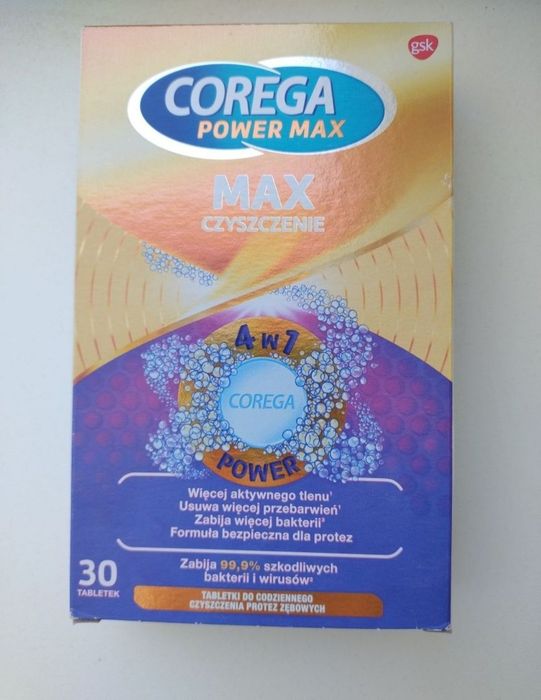 gsk
COREGA
POWER MAX
MAX
CZYSZCZENIE
4 W 1
COREGA
POWER
Więcej aktywnego tlenu¹
Usuwa więcej przebarwień¹
Zabija więcej bakterii³
Formuła bezpieczna dla protez
Zabija 99,9% szkodliwych
bakterii i wirusów²
30
TABLETEK
TABLETKI DO CODZIENNEGO
CZYSZCZENIA PROTEZ ZĘBOWYCH